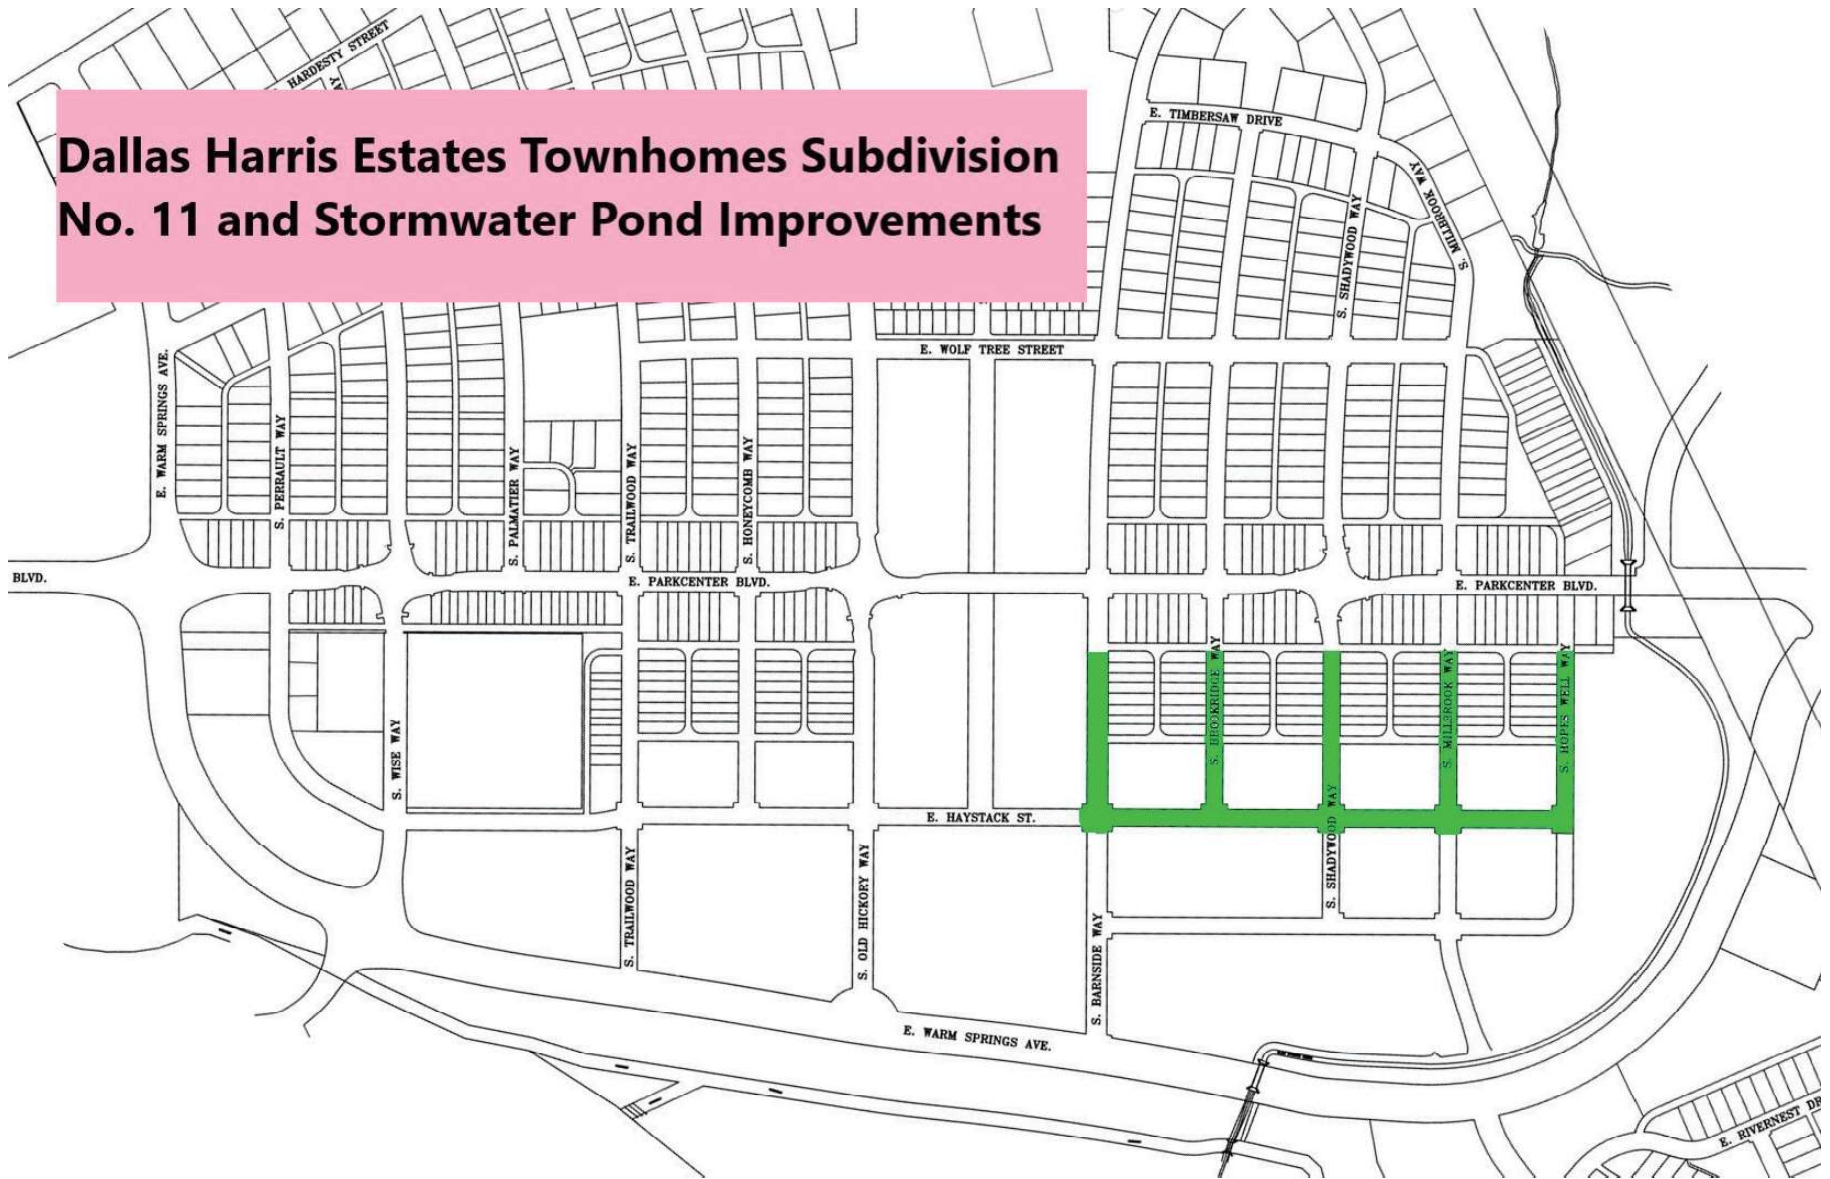 HARDESTY STREET
Dallas Harris Estates Townhomes Subdivision
No. 11 and Stormwater Pond Improvements
E. TIMBERSAW DRIVE
S. MILLBROOK WAY
S. SHADYWOOD WAY
E. WOLF TREE STREET
E. WARM SPRINGS AVE.
S. PERRAULT WAY
S. PALMATIER WAY
S. TRAILWOOD WAY
S. HONEYCOMB WAY
BLVD.
E. PARKCENTER BLVD.
E. PARKCENTER BLVD.
S. BROOKRIDGE WAY
S. MILLBROOK WAY
S. HOPES WELL WAY
S. WISE WAY
E. HAYSTACK ST.
S. SHADYWOOD WAY
S. TRAILWOOD WAY
S. OLD HICKORY WAY
S. BARNSIDE WAY
E. WARM SPRINGS AVE.
E. RIVERNEST DR